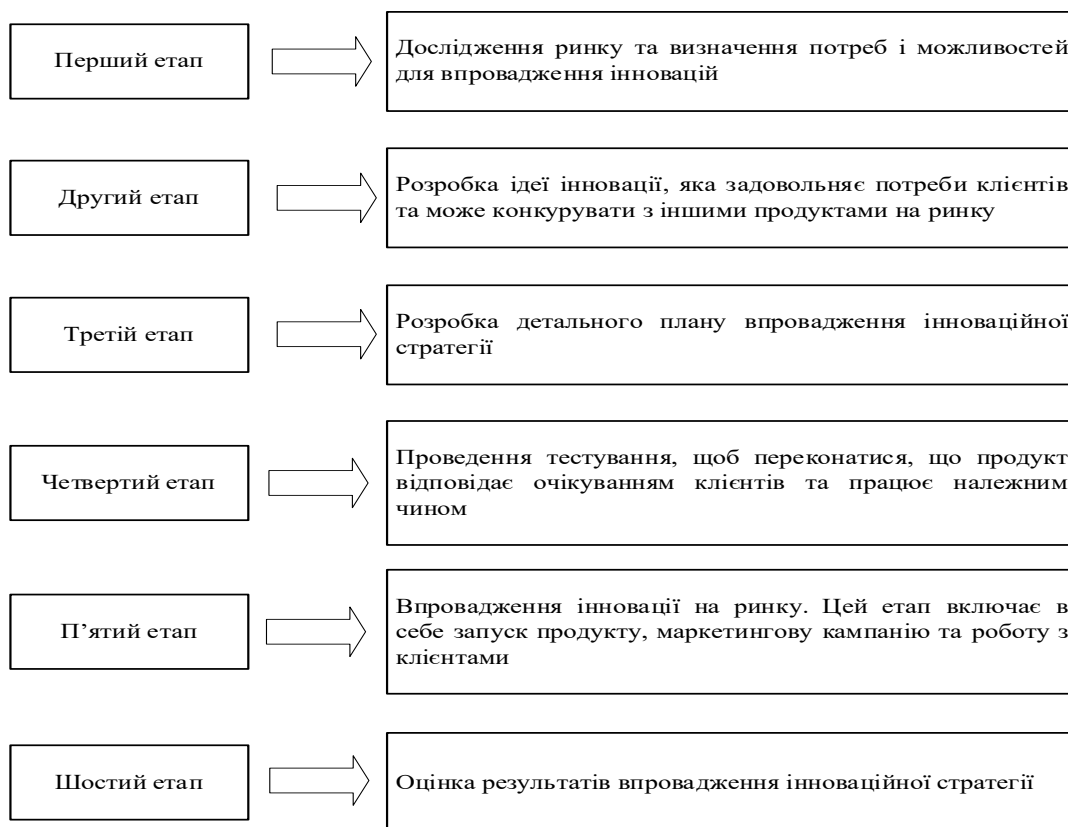 Перший етап
Дослідження ринку та визначення потреб і можливостей
для впровадження інновацій
Другий етап
Розробка ідеї інновації, яка задовольняє потреби клієнтів
та може конкурувати з іншими продуктами на ринку
Третій етап
Розробка детального плану впровадження інноваційної
стратегії
Четвертий етап
Проведення тестування, щоб переконатися, що продукт
відповідає очікуванням клієнтів та працює належним
чином
П’ятий етап
Впровадження інновації на ринку. Цей етап включає в
себе запуск продукту, маркетингову кампанію та роботу з
клієнтами
Шостий етап
Оцінка результатів впровадження інноваційної стратегії